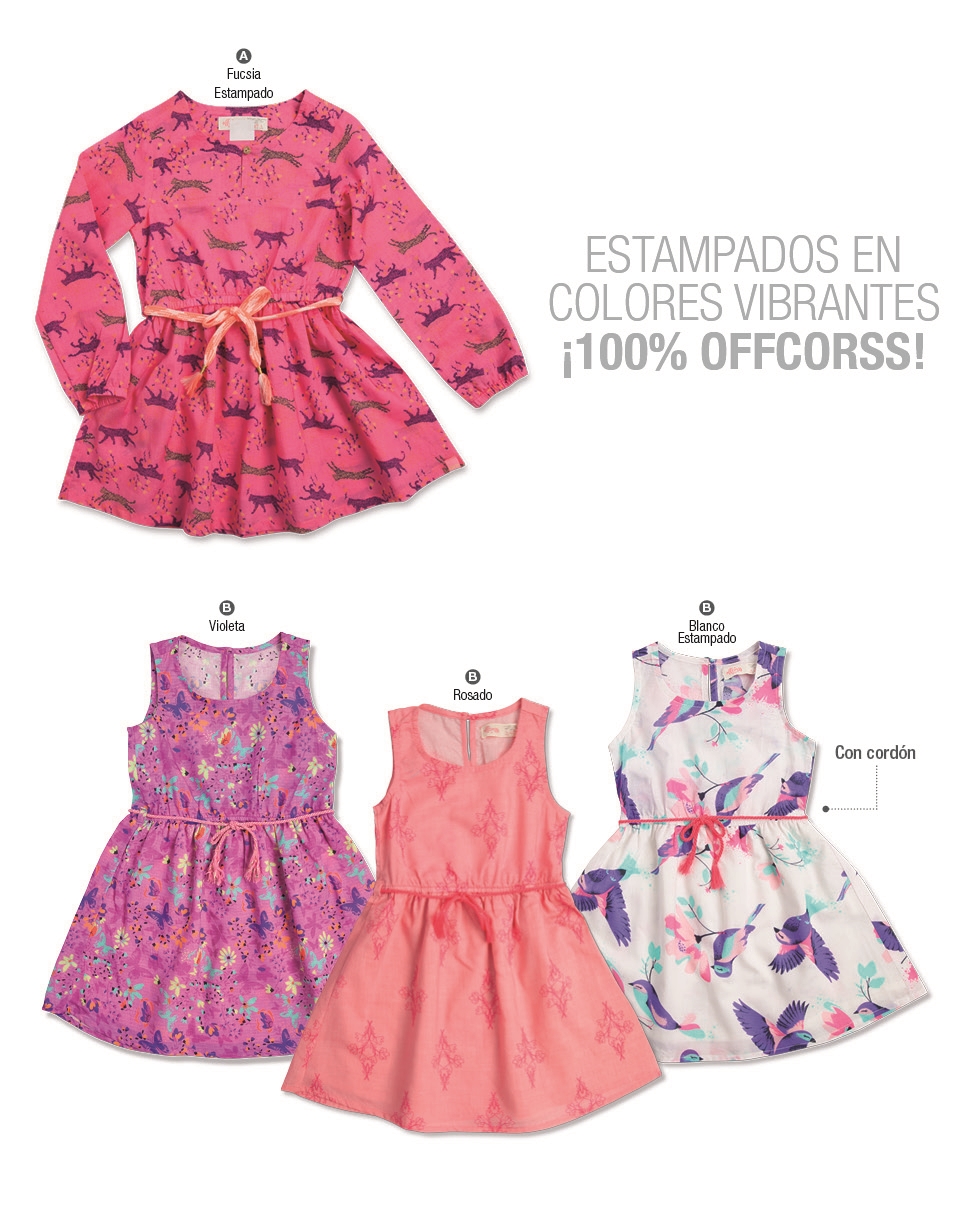 A
Fucsia
Estampado
ESTAMPADOS EN
COLORES VIBRANTES
¡100% OFFCORSS!
B
Violeta
B
Rosado
B
Blanco
Estampado
Con cordón